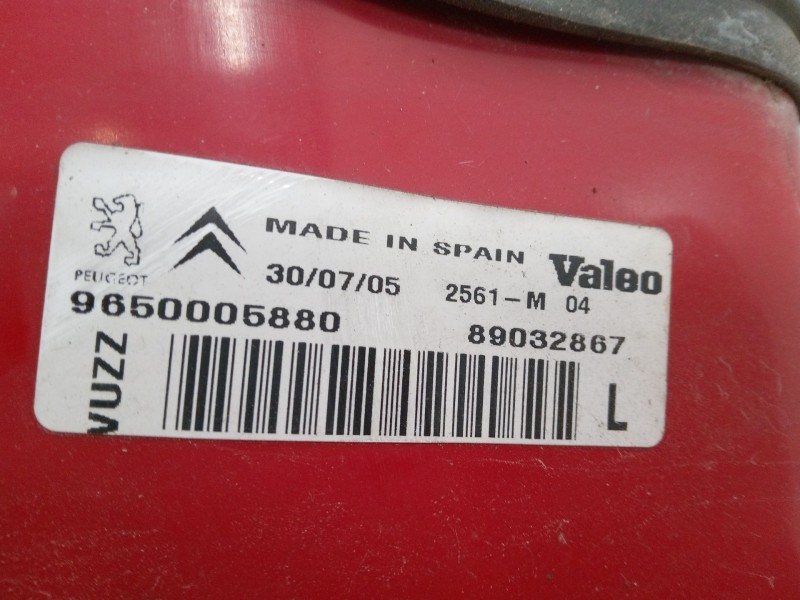 PEUGEOT
MADE IN SPAIN
Valeo
30/07/05 2561-M 04
9650005880 89032867
VUZZ
L